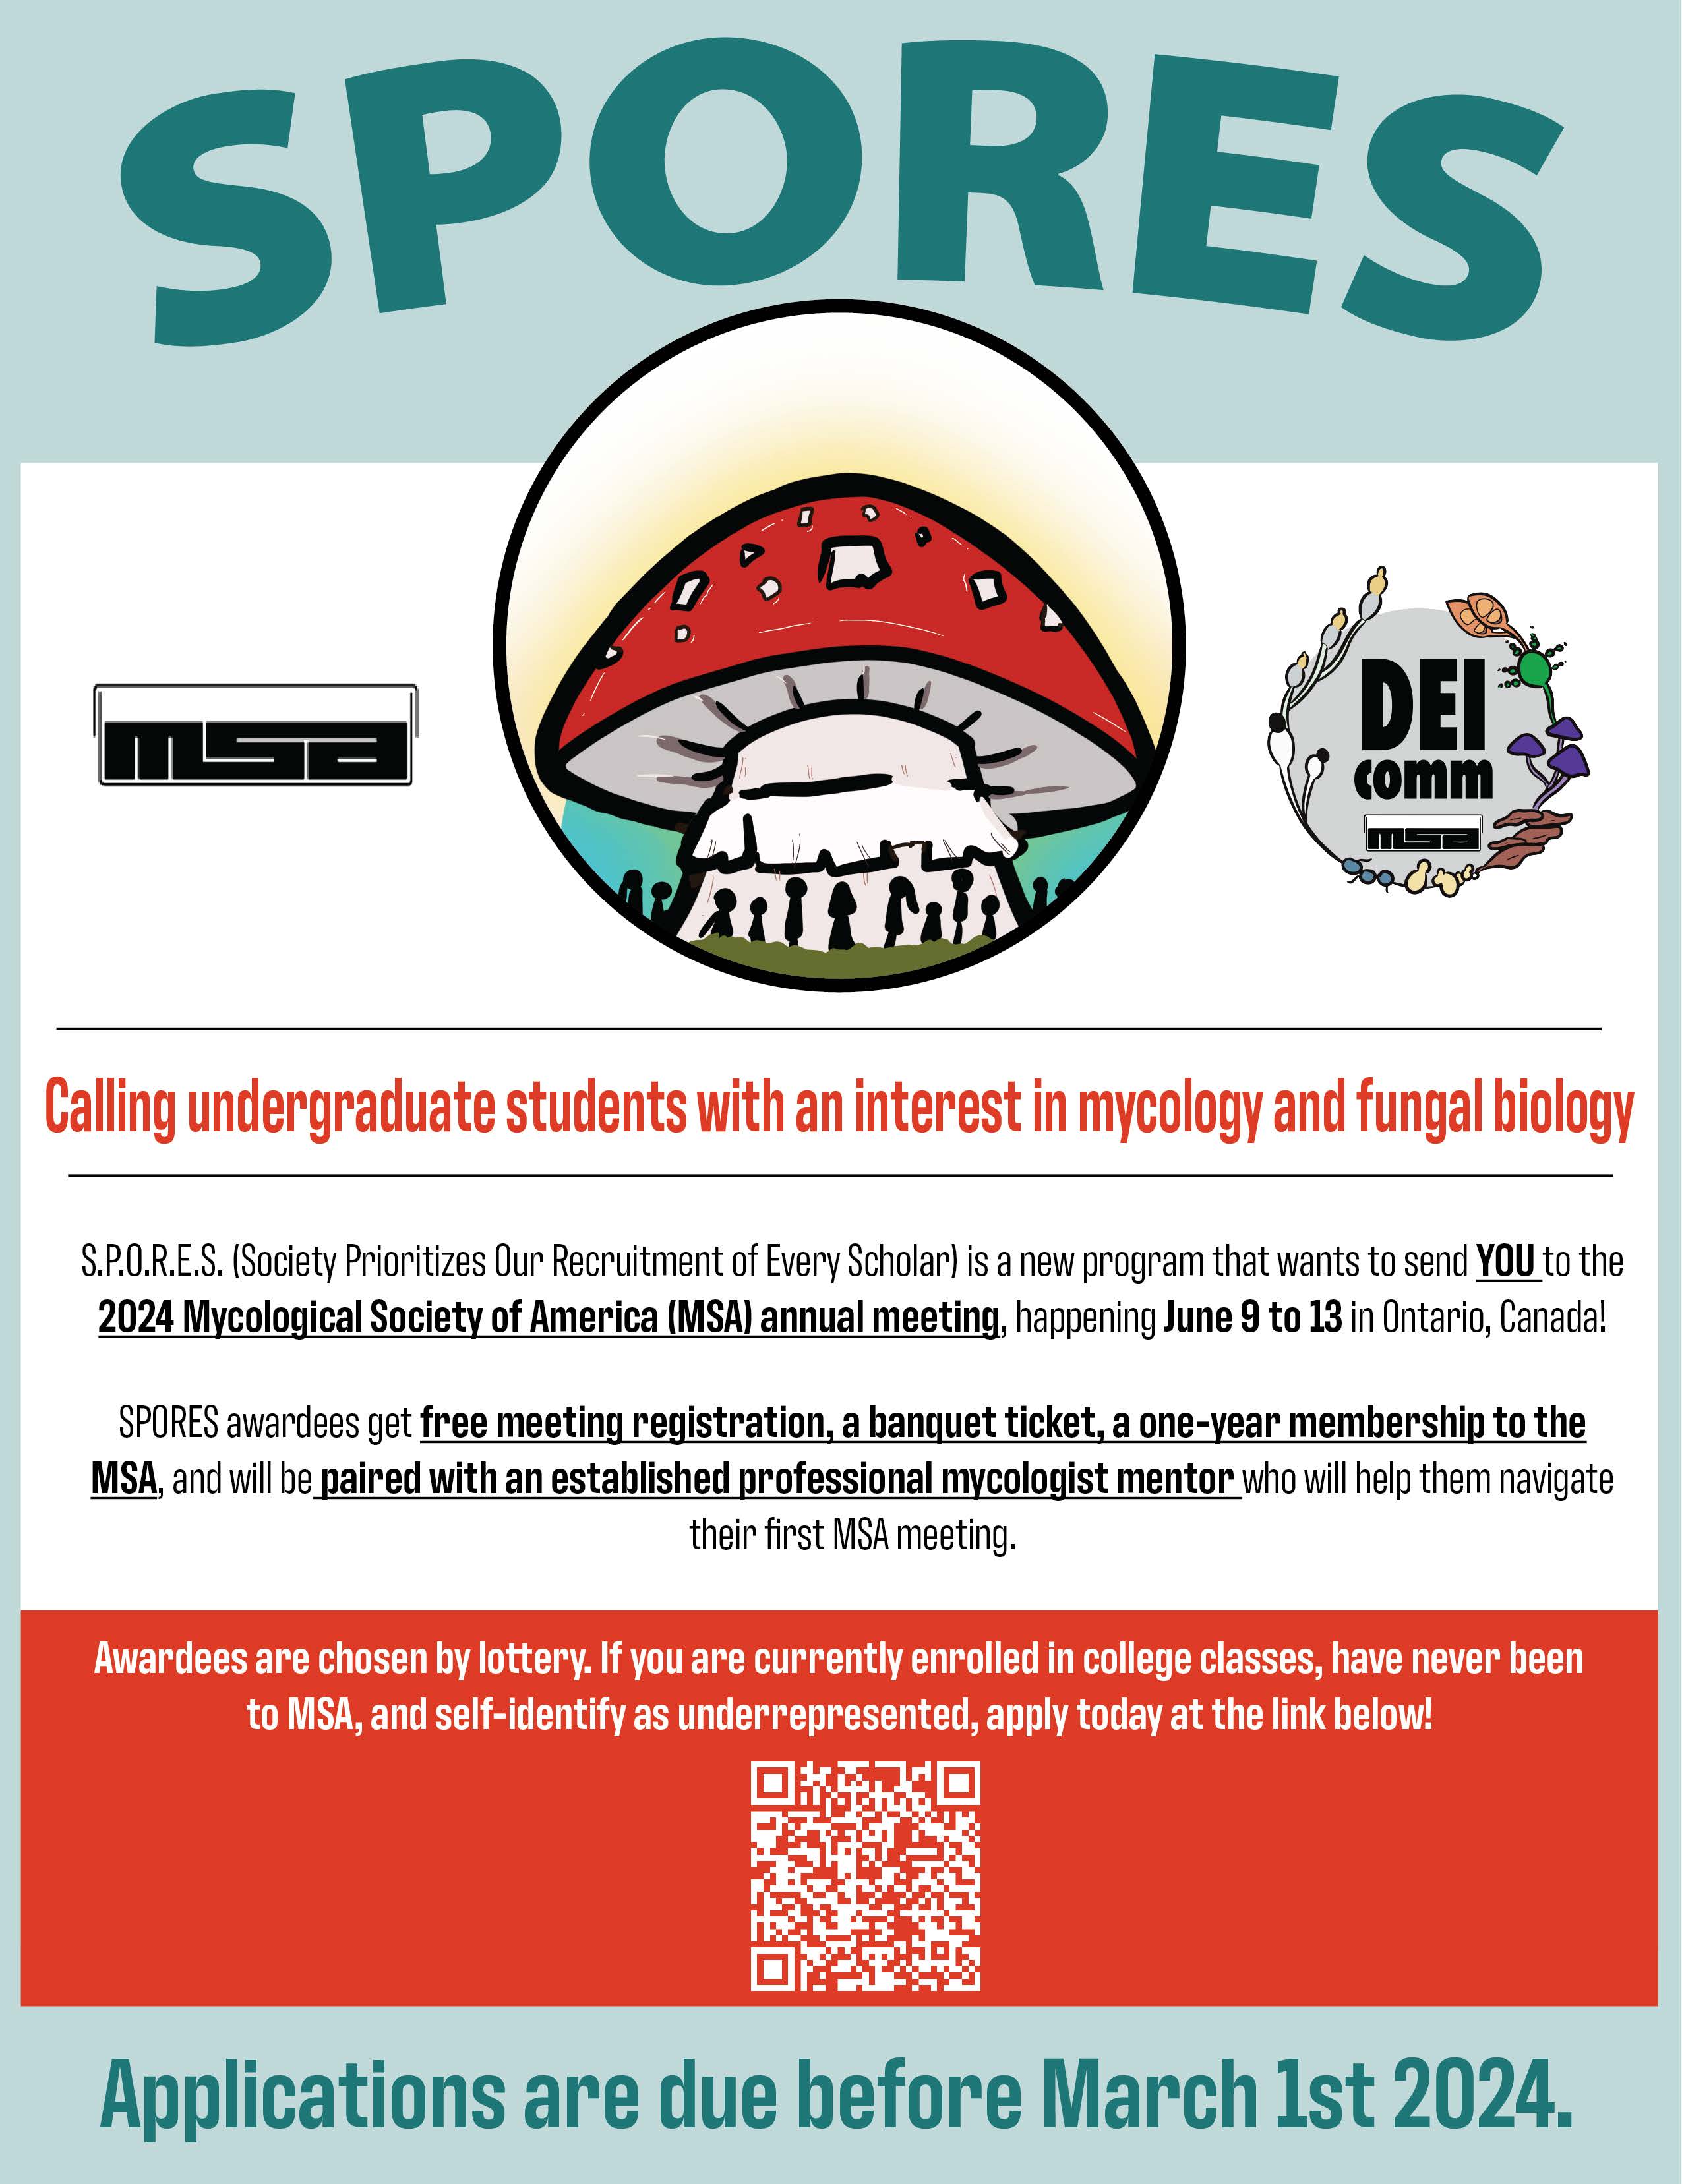 SPORES
msa
DEI
comm
msa
Calling undergraduate students with an interest in mycology and fungal biology
S.P.O.R.E.S. (Society Prioritizes Our Recruitment of Every Scholar) is a new program that wants to send YOU to the
2024 Mycological Society of America (MSA) annual meeting, happening June 9 to 13 in Ontario, Canada!
SPORES awardees get free meeting registration, a banquet ticket, a one-year membership to the
MSA, and will be paired with an established professional mycologist mentor who will help them navigate
their first MSA meeting.
Awardees are chosen by lottery. If you are currently enrolled in college classes, have never been
to MSA, and self-identify as underrepresented, apply today at the link below!
Applications are due before March 1st 2024.